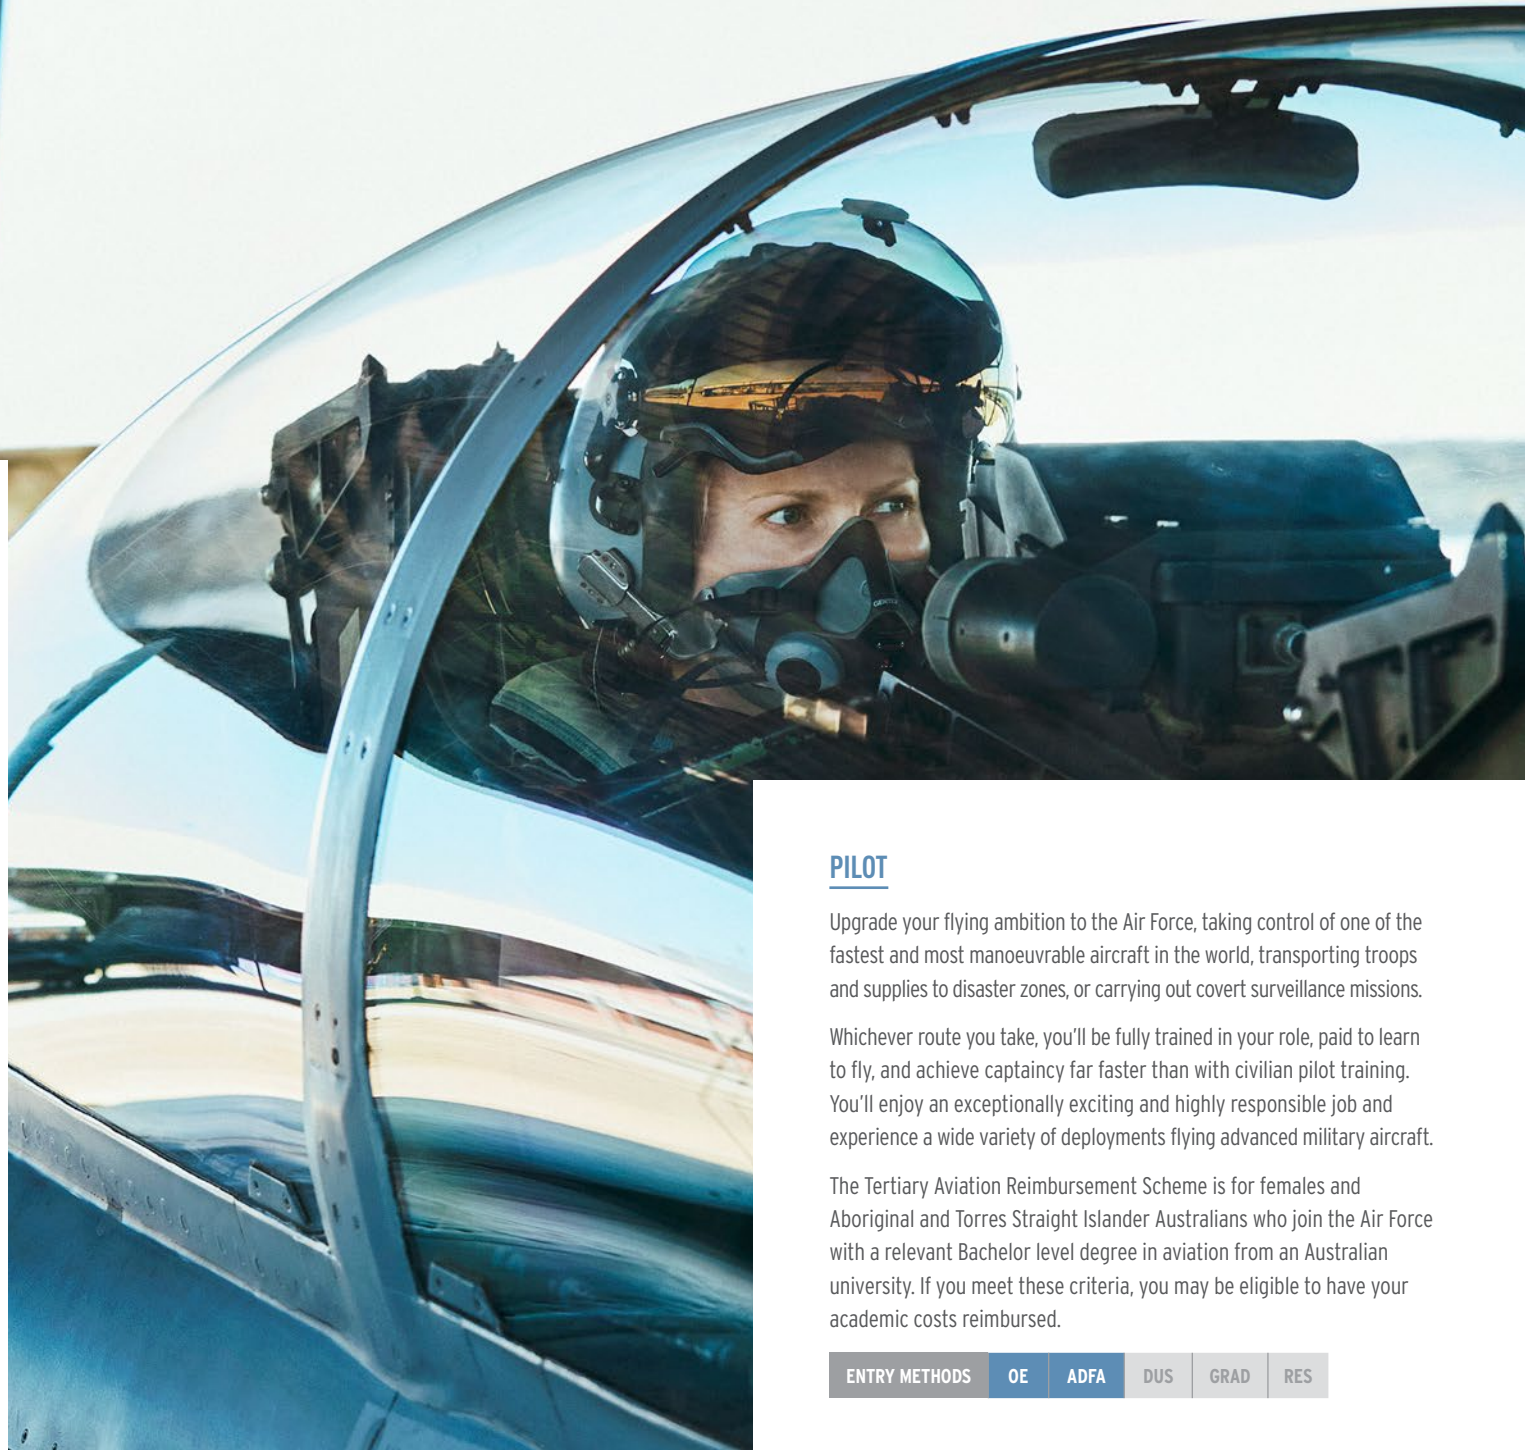 PILOT
Upgrade your flying ambition to the Air Force, taking control of one of the
fastest and most manoeuvrable aircraft in the world, transporting troops
and supplies to disaster zones, or carrying out covert surveillance missions.
Whichever route you take, you'll be fully trained in your role, paid to learn
to fly, and achieve captaincy far faster than with civilian pilot training.
You'll enjoy an exceptionally exciting and highly responsible job and
experience a wide variety of deployments flying advanced military aircraft.
The Tertiary Aviation Reimbursement Scheme is for females and
Aboriginal and Torres Straight Islander Australians who join the Air Force
with a relevant Bachelor level degree in aviation from an Australian
university. If you meet these criteria, you may be eligible to have your
academic costs reimbursed.
ENTRY METHODS OE ADFA DUS GRAD RES